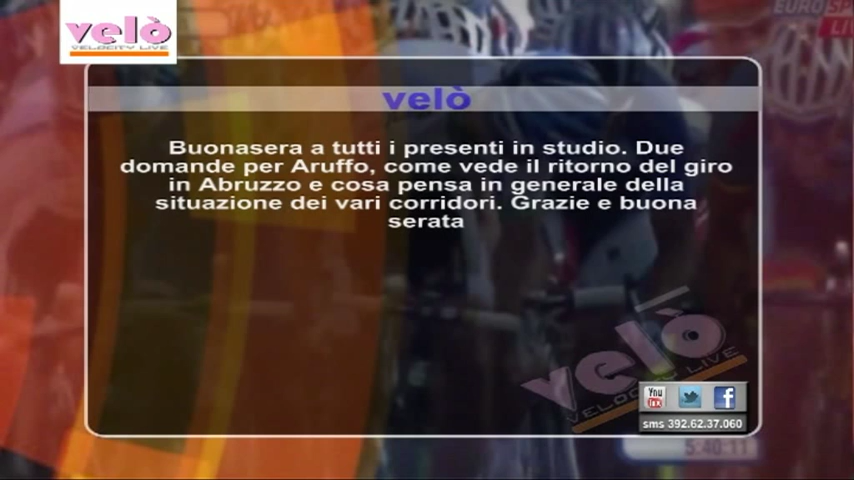 velò
VELOCITY LIVE
EUROSP
LI
velò
Buonasera a tutti i presenti in studio. Due
domande per Aruffo, come vede il ritorno del giro
in Abruzzo e cosa pensa in generale della
situazione dei vari corridori. Grazie e buona
serata
velò
VELOCITY LIVE
sms 392.62.37.060
5:40:11